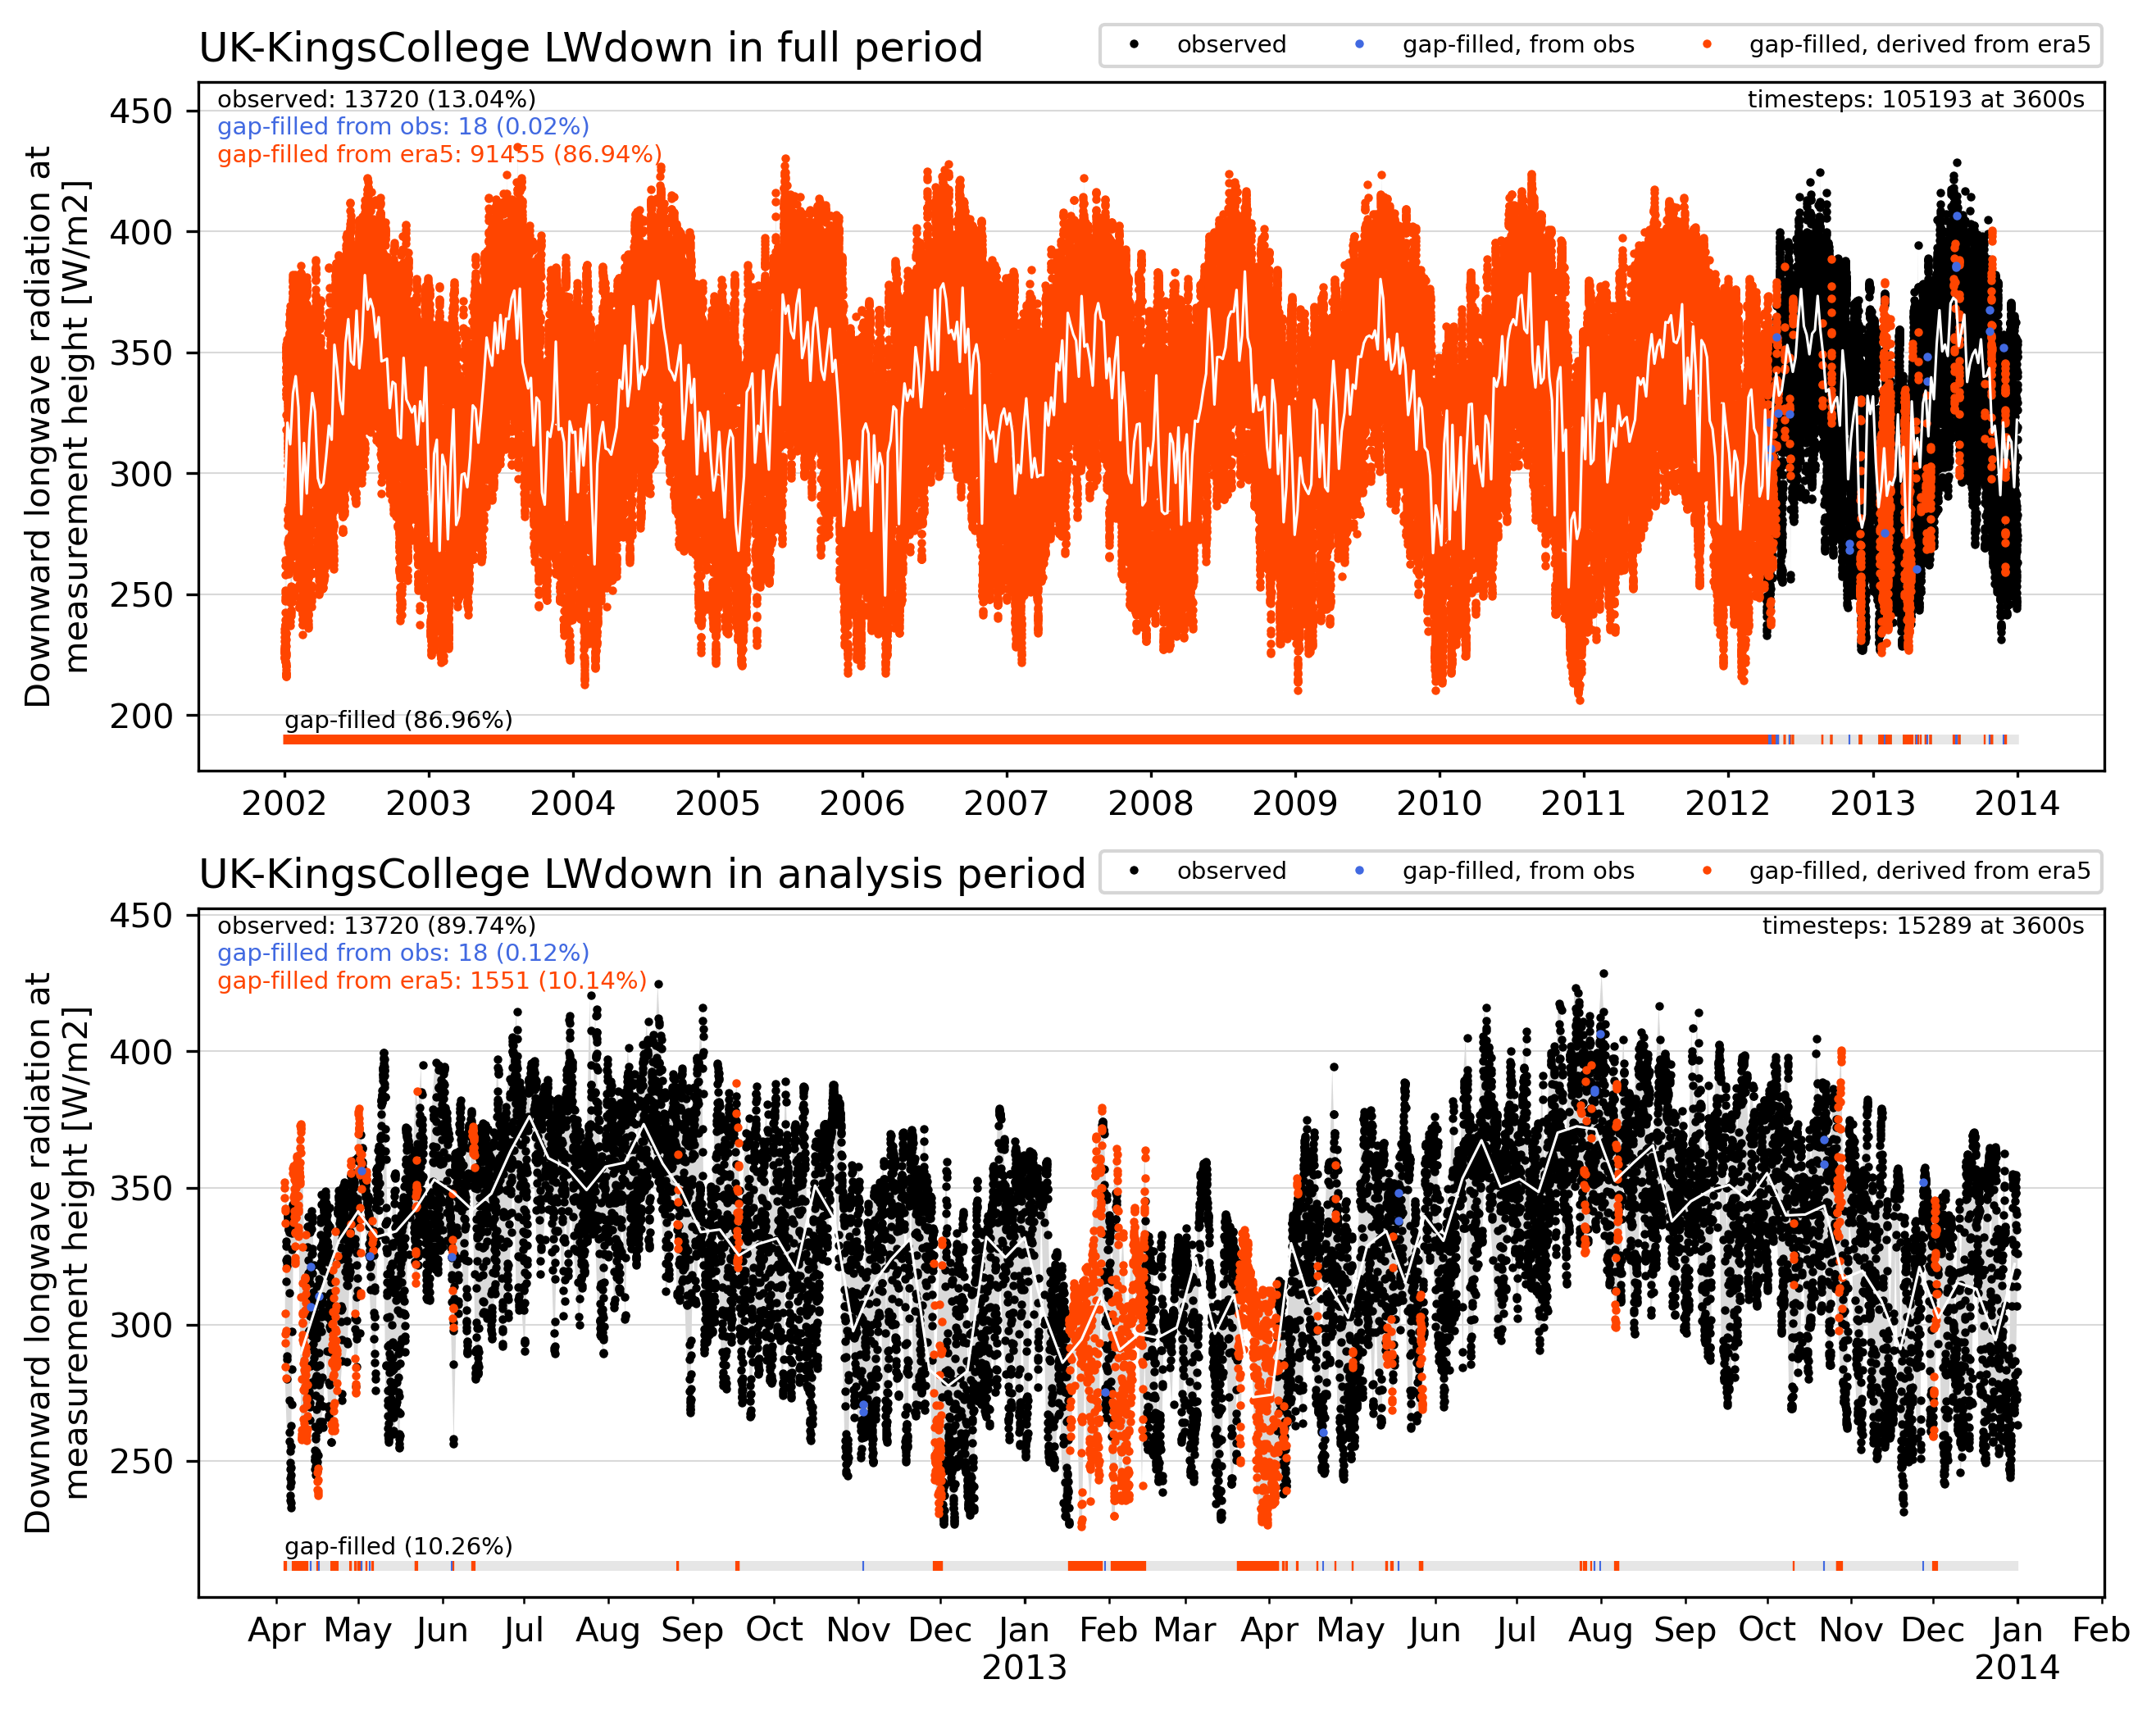 UK-KingsCollege LWdown in full period
observed
gap-filled, from obs
gap-filled, derived from era5
observed: 13720 (13.04%)
timesteps: 105193 at 3600s
gap-filled from obs: 18 (0.02%)
gap-filled from era5: 91455 (86.94%)
Downward longwave radiation at
measurement height [W/m2]
450
400
350
300
250
200
gap-filled (86.96%)
2002 2003 2004 2005 2006 2007 2008 2009 2010 2011 2012 2013 2014
UK-KingsCollege LWdown in analysis period
observed
gap-filled, from obs
gap-filled, derived from era5
observed: 13720 (89.74%)
timesteps: 15289 at 3600s
gap-filled from obs: 18 (0.12%)
gap-filled from era5: 1551 (10.14%)
Downward longwave radiation at
measurement height [W/m2]
450
400
350
300
250
gap-filled (10.26%)
Apr May Jun Jul Aug Sep Oct Nov Dec Jan Feb Mar Apr May Jun Jul Aug Sep Oct Nov Dec Jan Feb
2013 2014